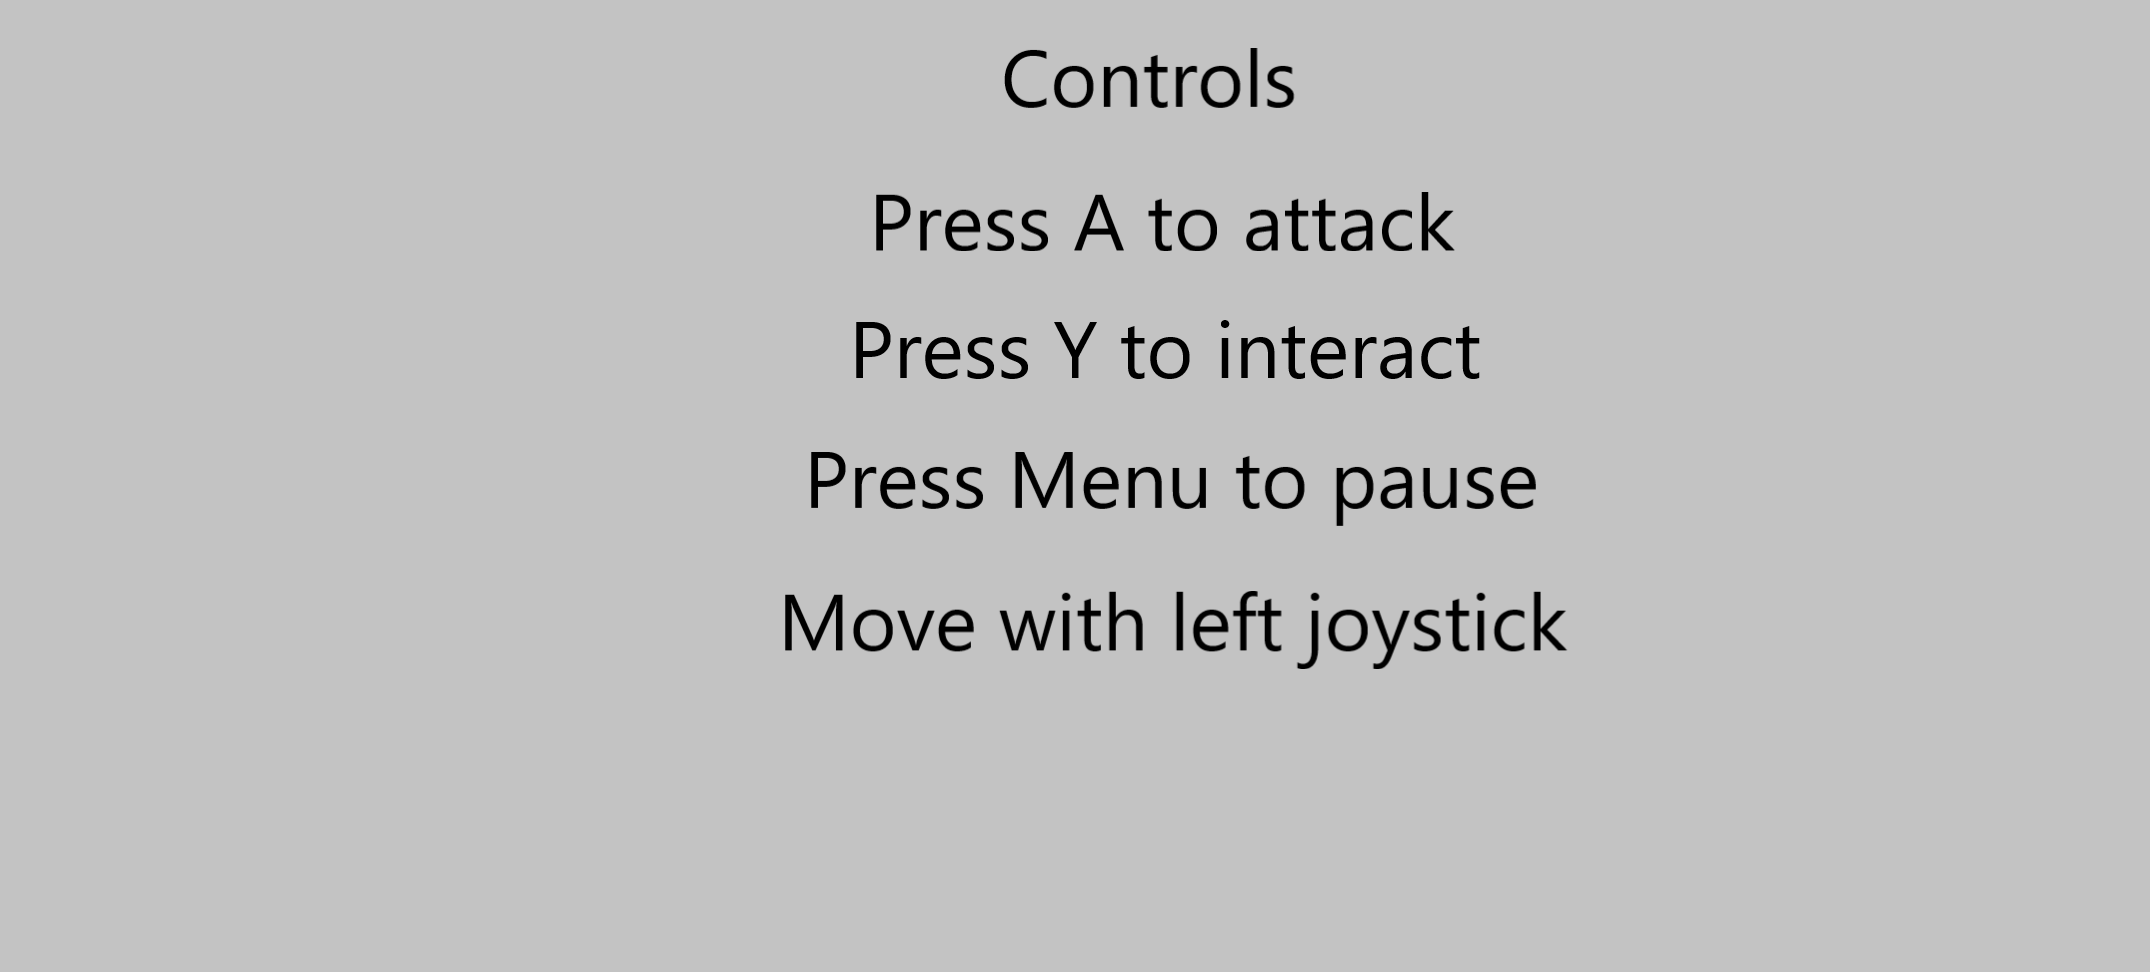 Controls
Press A to attack
Press Y to interact
Press Menu to pause
Move with left joystick